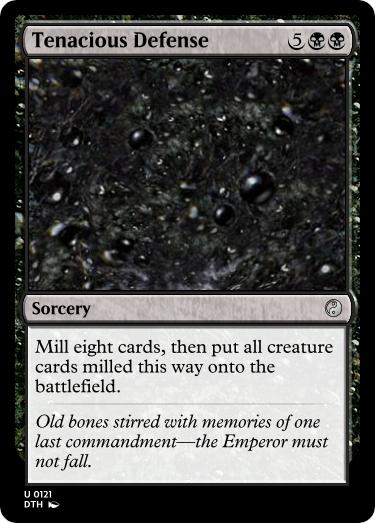 Tenacious Defense 5
Sorcery
Mill eight cards, then put all creature
cards milled this way onto the
battlefield.
Old bones stirred with memories of one
last commandment—the Emperor must
not fall.
U 0121
DTH